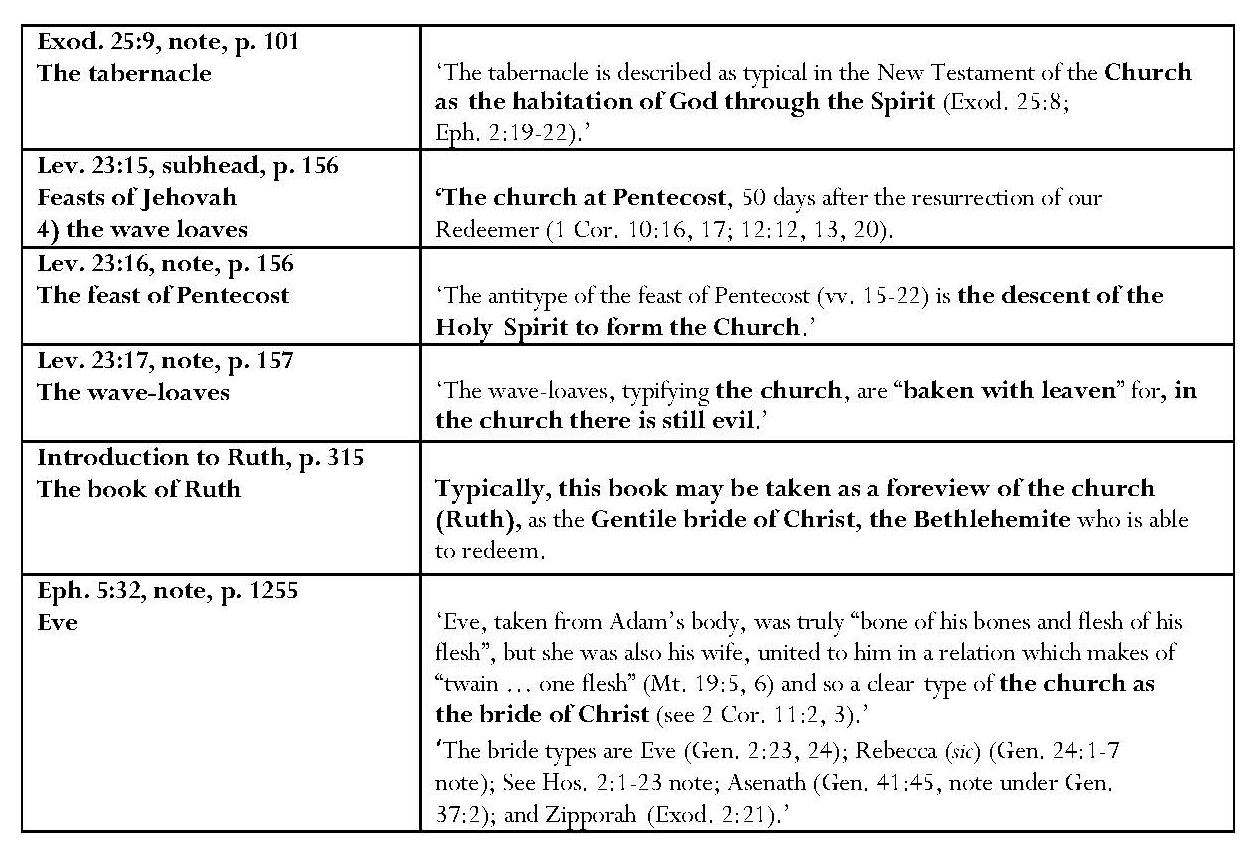 Exod. 25:9, note, p. 101
The tabernacle
‘The tabernacle is described as typical in the New Testament of the Church
as the habitation of God through the Spirit (Exod. 25:8;
Eph. 2:19-22).’
Lev. 23:15, subhead, p. 156
Feasts of Jehovah
4) the wave loaves
‘The church at Pentecost, 50 days after the resurrection of our
Redeemer (1 Cor. 10:16, 17; 12:12, 13, 20).
Lev. 23:16, note, p. 156
The feast of Pentecost
‘The antitype of the feast of Pentecost (vv. 15-22) is the descent of the
Holy Spirit to form the Church.’
Lev. 23:17, note, p. 157
The wave-loaves
‘The wave-loaves, typifying the church, are “baken with leaven” for, in
the church there is still evil.’
Introduction to Ruth, p. 315
The book of Ruth
Typically, this book may be taken as a foreview of the church
(Ruth), as the Gentile bride of Christ, the Bethlehemite who is able
to redeem.
Eph. 5:32, note, p. 1255
Eve
‘Eve, taken from Adam’s body, was truly “bone of his bones and flesh of his
flesh”, but she was also his wife, united to him in a relation which makes of
“twain … one flesh” (Mt. 19:5, 6) and so a clear type of the church as
the bride of Christ (see 2 Cor. 11:2, 3).’
‘The bride types are Eve (Gen. 2:23, 24); Rebecca (sic) (Gen. 24:1-7
note); See Hos. 2:1-23 note; Asenath (Gen. 41:45, note under Gen.
37:2); and Zipporah (Exod. 2:21).’